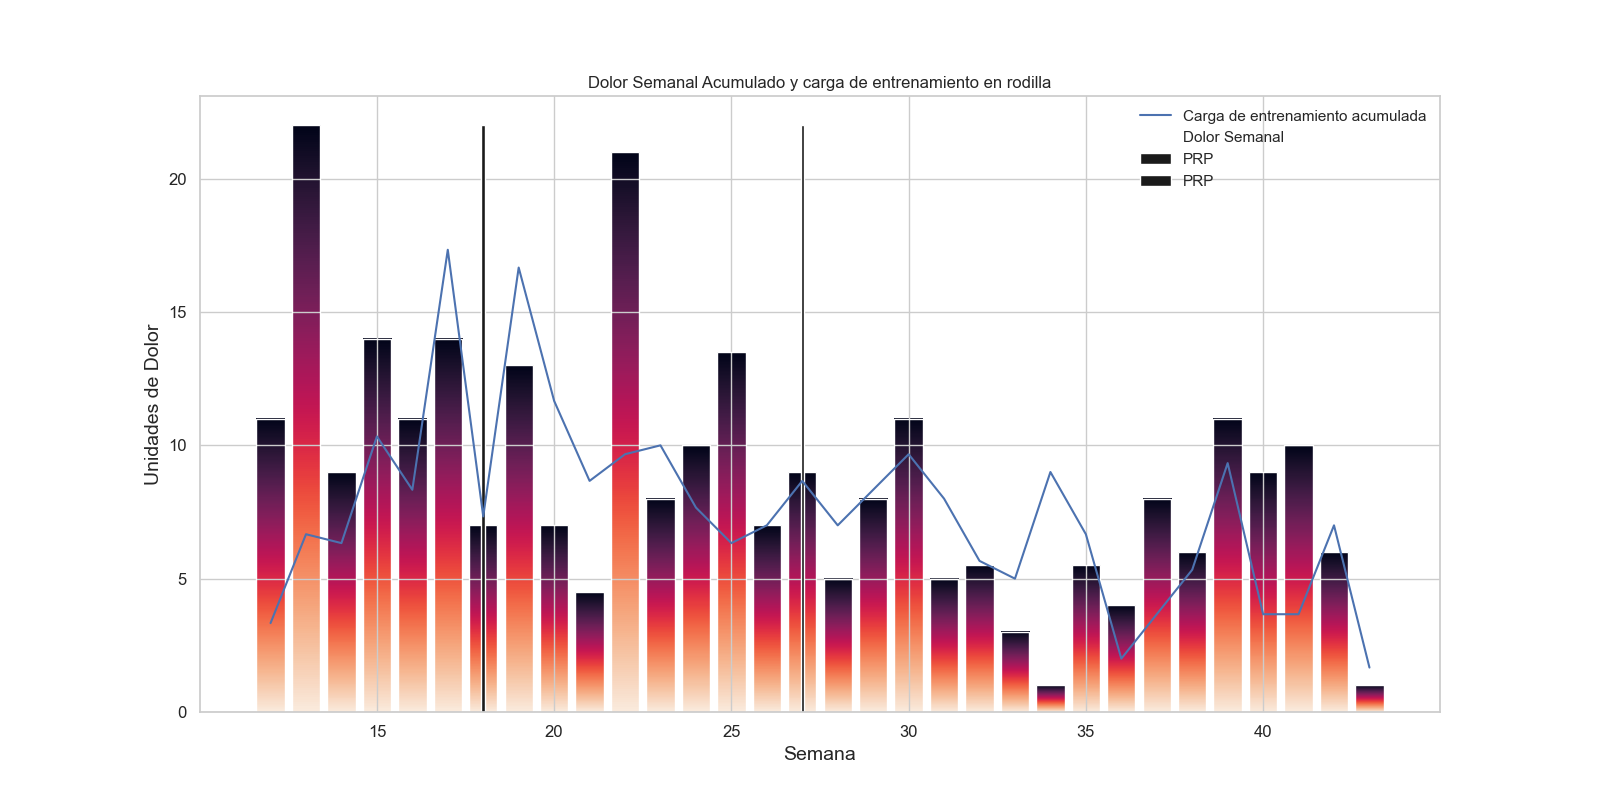 Dolor Semanal Acumulado y carga de entrenamiento en rodilla
Carga de entrenamiento acumulada
Dolor Semanal
PRP
PRP
Unidades de Dolor
20
15
10
5
0
15 20 25 30 35 40
Semana